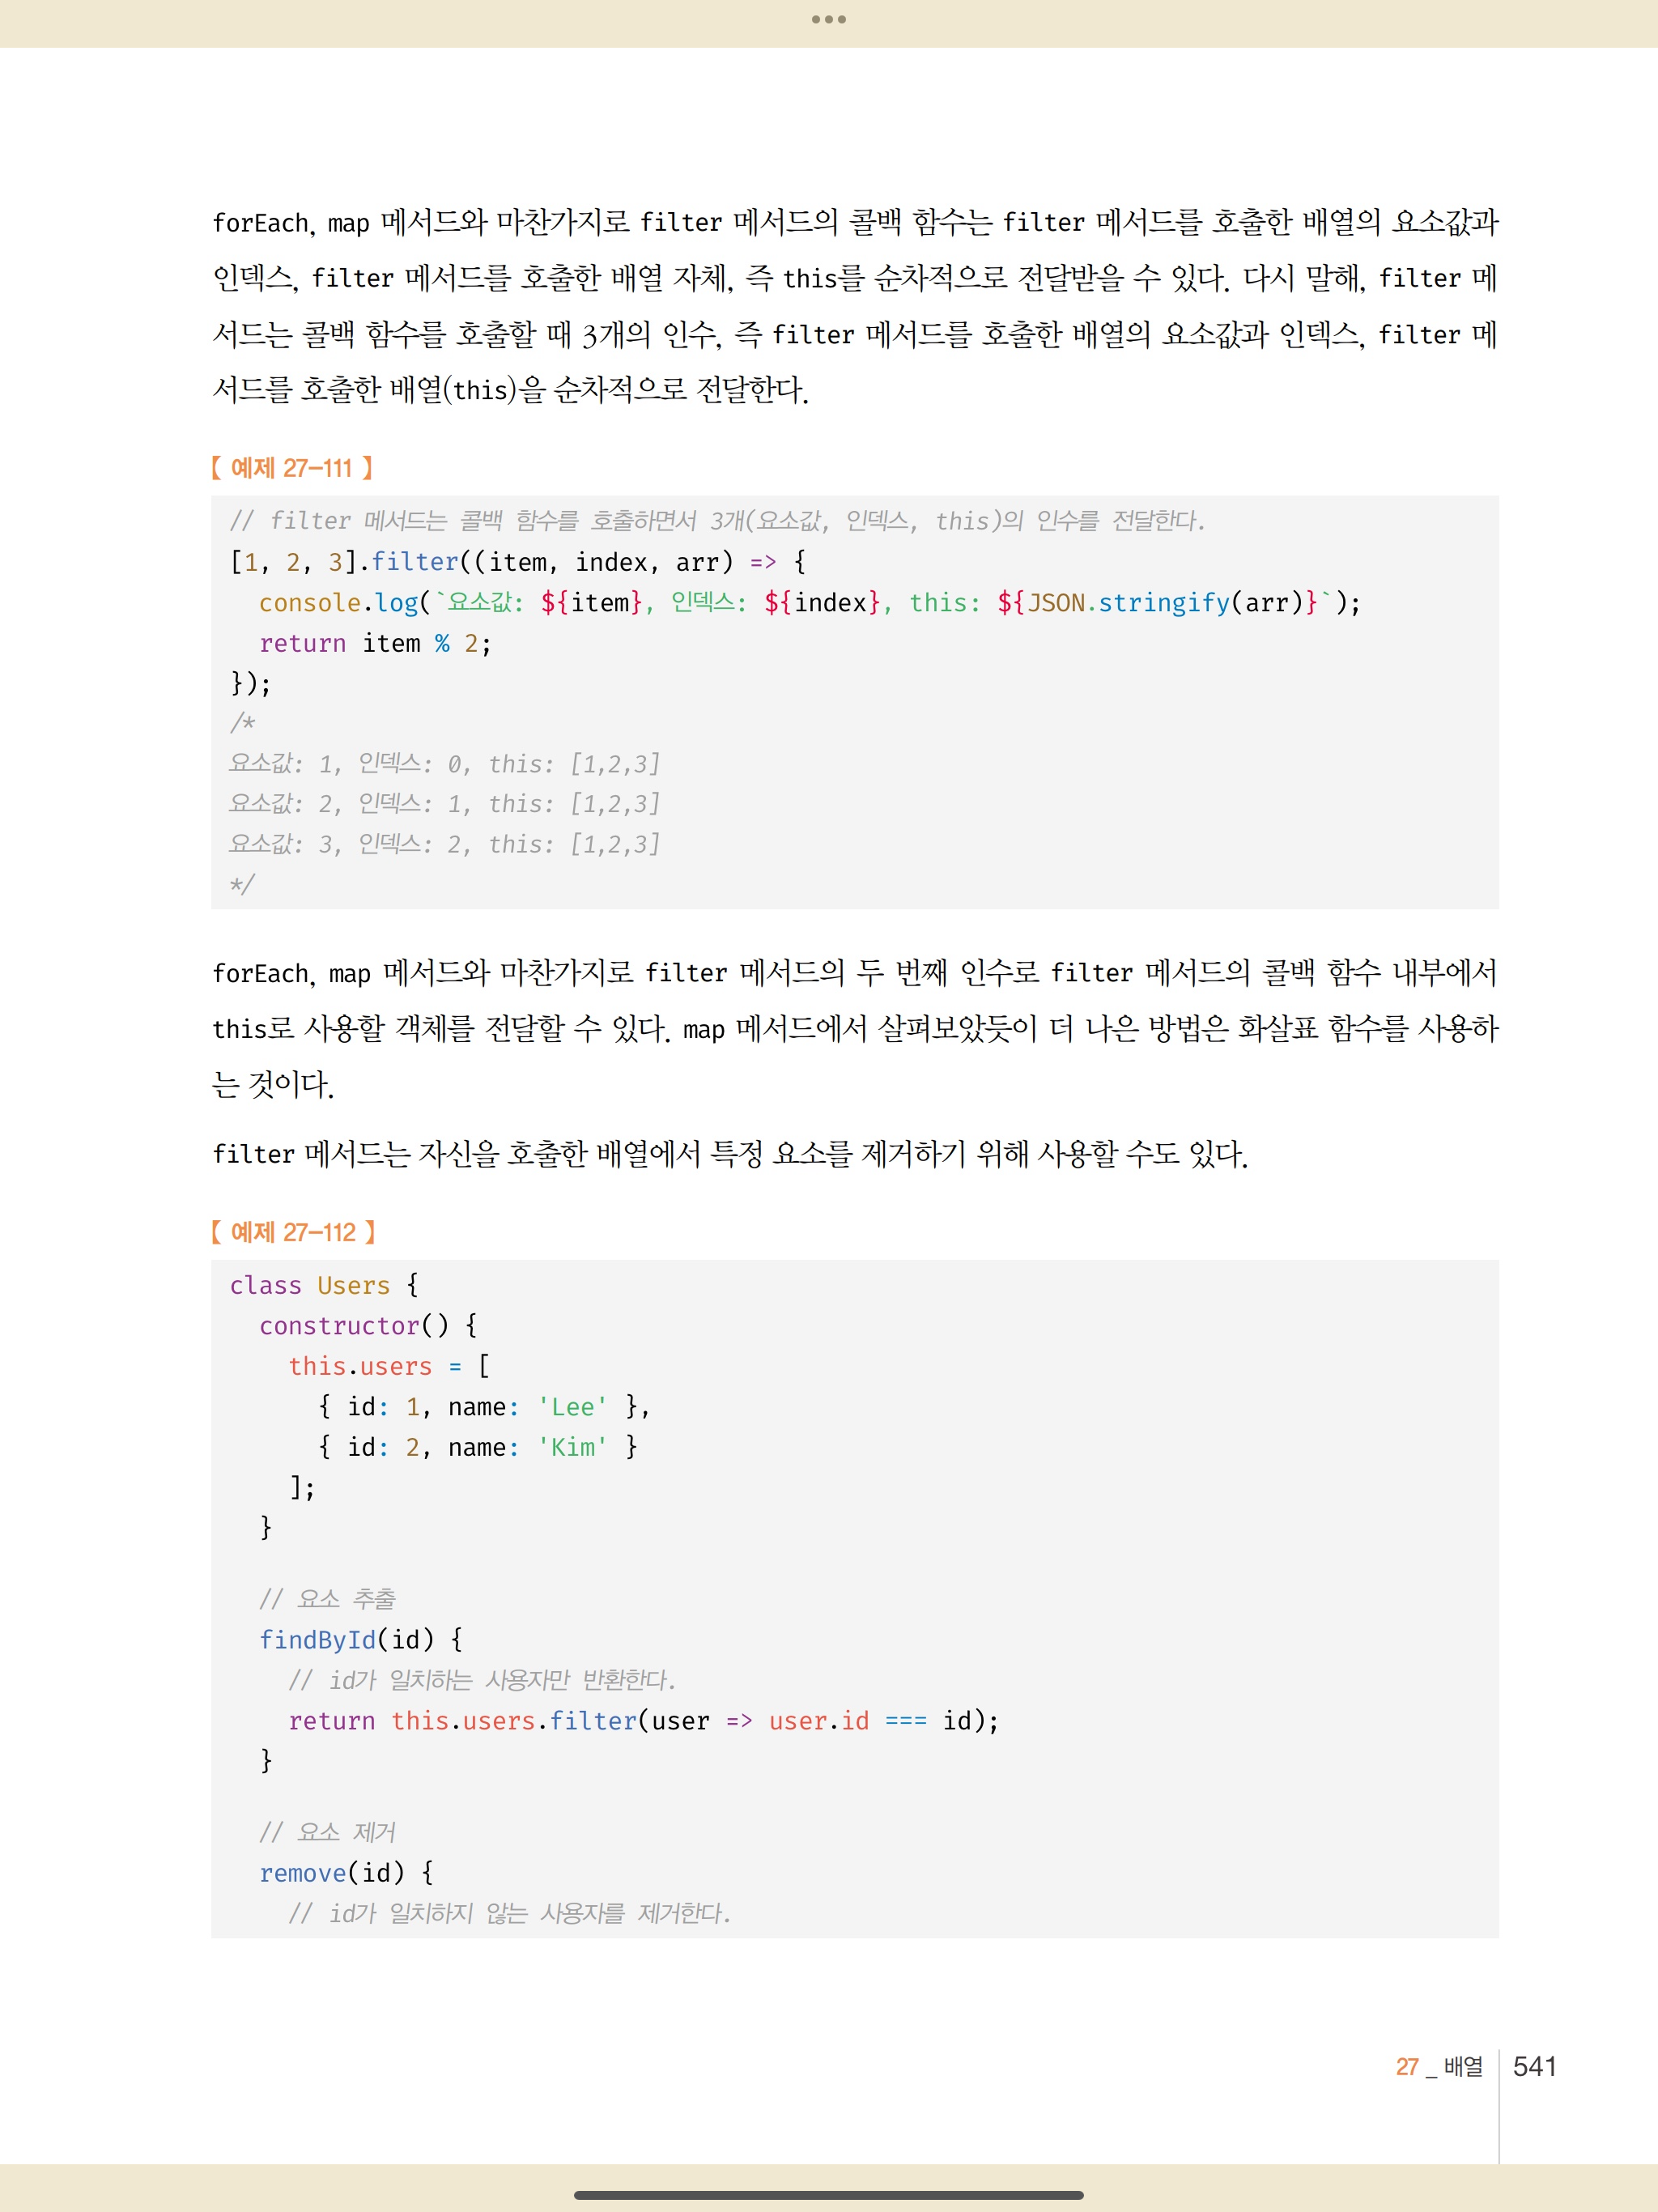 forEach, map 메서드와 마찬가지로 filter 메서드의 콜백 함수는 filter 메서드를 호출한 배열의 요소값과
인덱스, filter 메서드를 호출한 배열 자체, 즉 this를 순차적으로 전달받을 수 있다. 다시 말해, filter 메
서드는 콜백 함수를 호출할 때 3개의 인수, 즉 filter 메서드를 호출한 배열의 요소값과 인덱스, filter 메
서드를 호출한 배열(this)을 순차적으로 전달한다.
【 예제 27–111 】
// filter 메서드는 콜백 함수를 호출하면서 3개(요소값, 인덱스, this)의 인수를 전달한다.
[1, 2, 3].filter((item, index, arr) => {
  console.log(`요소값: ${item}, 인덱스: ${index}, this: ${JSON.stringify(arr)}`);
  return item % 2;
});
/*
요소값: 1, 인덱스: 0, this: [1,2,3]
요소값: 2, 인덱스: 1, this: [1,2,3]
요소값: 3, 인덱스: 2, this: [1,2,3]
*/
forEach, map 메서드와 마찬가지로 filter 메서드의 두 번째 인수로 filter 메서드의 콜백 함수 내부에서
this로 사용할 객체를 전달할 수 있다. map 메서드에서 살펴보았듯이 더 나은 방법은 화살표 함수를 사용하
는 것이다.
filter 메서드는 자신을 호출한 배열에서 특정 요소를 제거하기 위해 사용할 수도 있다.
【 예제 27–112 】
class Users {
  constructor() {
    this.users = [
      { id: 1, name: 'Lee' },
      { id: 2, name: 'Kim' }
    ];
  }
  // 요소 추출
  findById(id) {
    // id가 일치하는 사용자만 반환한다.
    return this.users.filter(user => user.id === id);
  }
  // 요소 제거
  remove(id) {
    // id가 일치하지 않는 사용자를 제거한다.
27 _ 배열 541